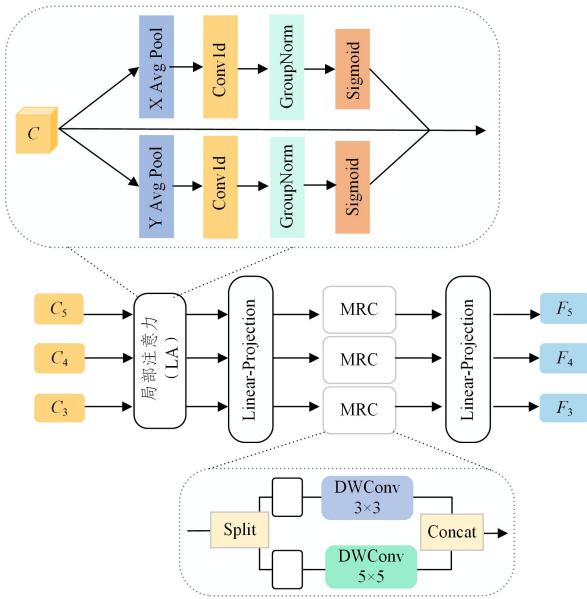 X Avg Pool
Conv1d
GroupNorm
Sigmoid
C
Y Avg Pool
Conv1d
GroupNorm
Sigmoid
C₅
C₄
C₃
局部注意力
(LA)
Linear-Projection
MRC
MRC
MRC
Linear-Projection
F₅
F₄
F₃
Split
DWConv
3×3
DWConv
5×5
Concat